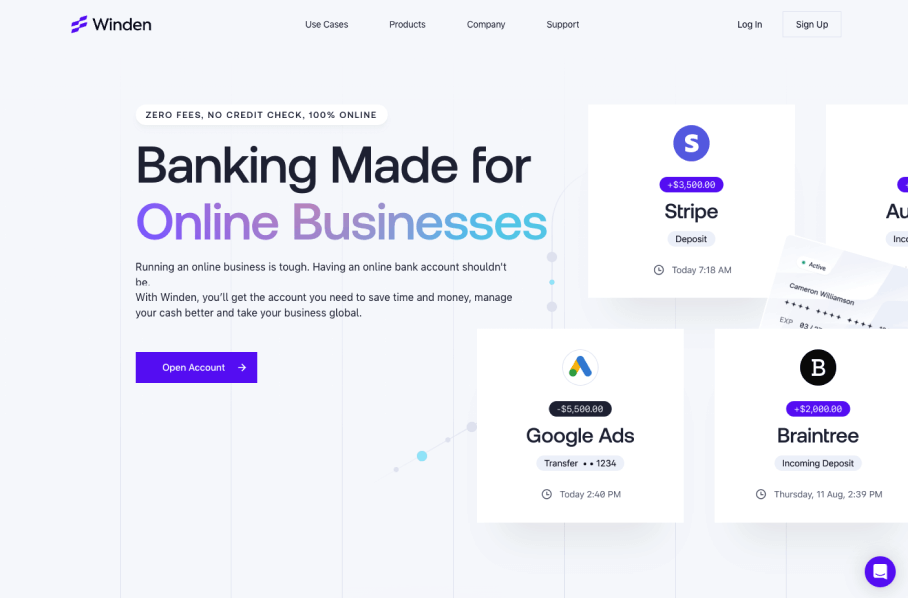 Winden
Use Cases
Products
Company
Support
Log In
Sign Up
ZERO FEES, NO CREDIT CHECK, 100% ONLINE
Banking Made for
Online Businesses
Running an online business is tough. Having an online bank account shouldn't
be.
With Winden, you’ll get the account you need to save time and money, manage
your cash better and take your business global.
Open Account
S
+$3,500.00
Stripe
Deposit
Today 7:18 AM
Au
Inco
Active
Cameron Williamson
EXP
-$5,500.00
Google Ads
Transfer •• 1234
Today 2:40 PM
B
+$2,000.00
Braintree
Incoming Deposit
Thursday, 11 Aug, 2:39 PM